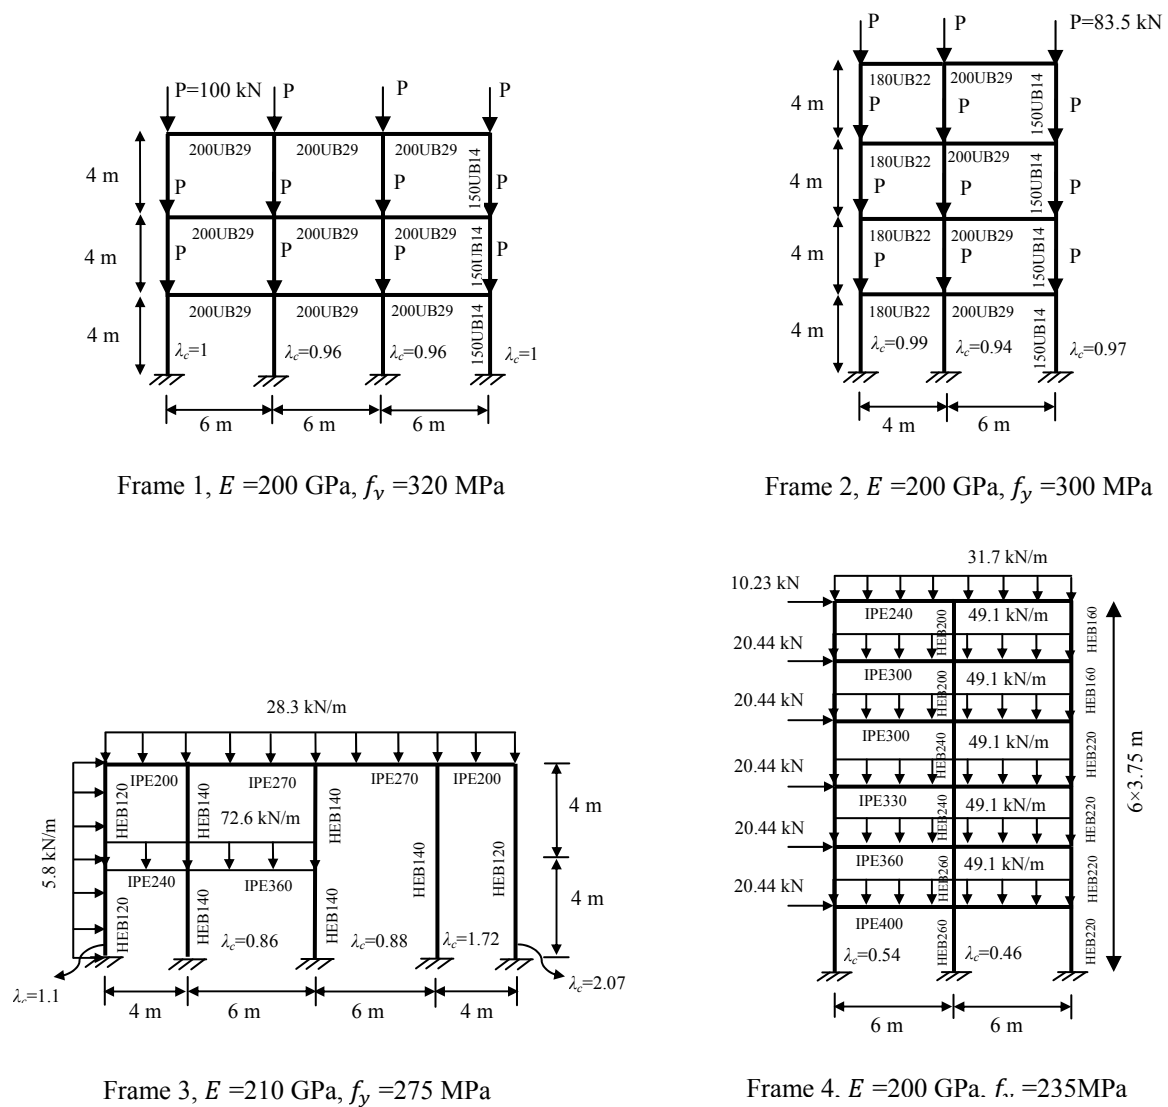 P=100 kN
P
P
P
200UB29
200UB29
200UB29
150UB14
4 m
P
P
P
P
200UB29
200UB29
200UB29
150UB14
4 m
P
P
P
P
200UB29
200UB29
200UB29
150UB14
4 m
λc=1
λc=0.96
λc=0.96
λc=1
6 m
6 m
6 m
Frame 1, E =200 GPa, fy =320 MPa
P
P
P=83.5 kN
180UB22
200UB29
150UB14
4 m
P
P
P
180UB22
200UB29
150UB14
4 m
P
P
P
180UB22
200UB29
150UB14
4 m
P
P
P
180UB22
200UB29
150UB14
4 m
λc=0.99
λc=0.94
λc=0.97
4 m
6 m
Frame 2, E =200 GPa, fy =300 MPa
28.3 kN/m
IPE200
IPE270
IPE270
IPE200
HEB120
HEB140
72.6 kN/m
HEB140
4 m
5.8 kN/m
IPE240
IPE360
HEB140
HEB120
HEB120
HEB140
HEB140
4 m
λc=0.86
λc=0.88
λc=1.72
λc=1.1
λc=2.07
4 m
6 m
6 m
4 m
Frame 3, E =210 GPa, fy =275 MPa
31.7 kN/m
10.23 kN
IPE240
HEB200
49.1 kN/m
HEB160
20.44 kN
IPE300
HEB200
49.1 kN/m
HEB160
20.44 kN
IPE300
HEB240
49.1 kN/m
HEB220
20.44 kN
IPE330
HEB240
49.1 kN/m
HEB220
20.44 kN
IPE360
HEB260
49.1 kN/m
HEB220
20.44 kN
IPE400
HEB260
HEB220
6×3.75 m
λc=0.54
λc=0.46
6 m
6 m
Frame 4, E =200 GPa, fy =235MPa